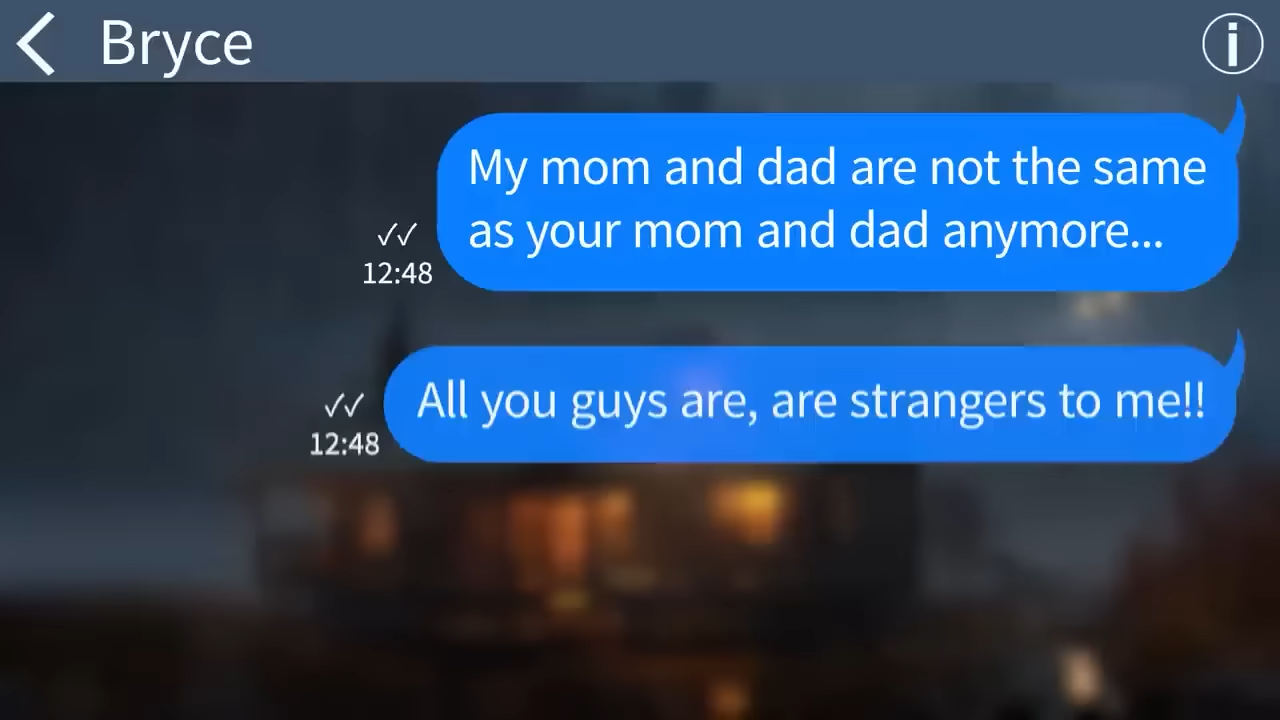 Bryce
My mom and dad are not the same
as your mom and dad anymore...
✓✓
12:48
All you guys are, are strangers to me!!
✓✓
12:48